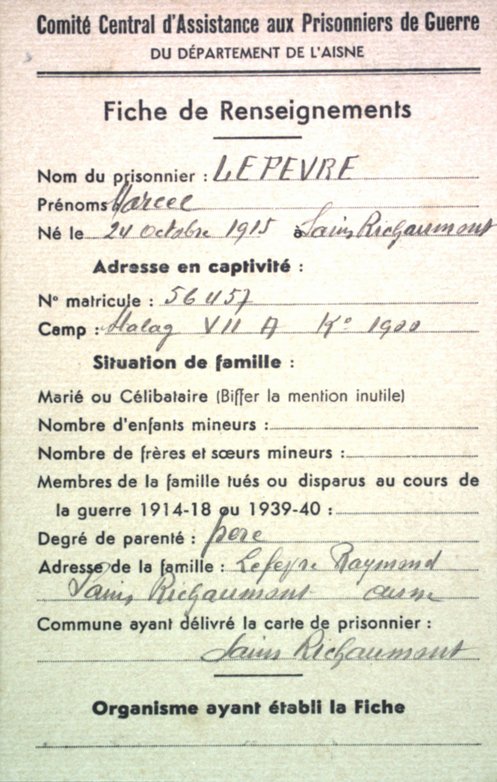 Comité Central d'Assistance aux Prisonniers de Guerre
DU DÉPARTEMENT DE L'AISNE
Fiche de Renseignements
Nom du prisonnier : LEPEVRE
Prénoms Marcel
Né le 24 octobre 1915 à Sains Richaumont
Adresse en captivité :
N° matricule : 56457
Camp : Stalag VII A K° 1900
Situation de famille :
Marié ou Célibataire (Biffer la mention inutile)
Nombre d'enfants mineurs :
Nombre de frères et sœurs mineurs :
Membres de la famille tués ou disparus au cours de
la guerre 1914-18 ou 1939-40 :
Degré de parenté : père
Adresse de la famille : Lefevre Raymond
Sains Richaumont aisne
Commune ayant délivré la carte de prisonnier :
Sains Richaumont
Organisme ayant établi la Fiche